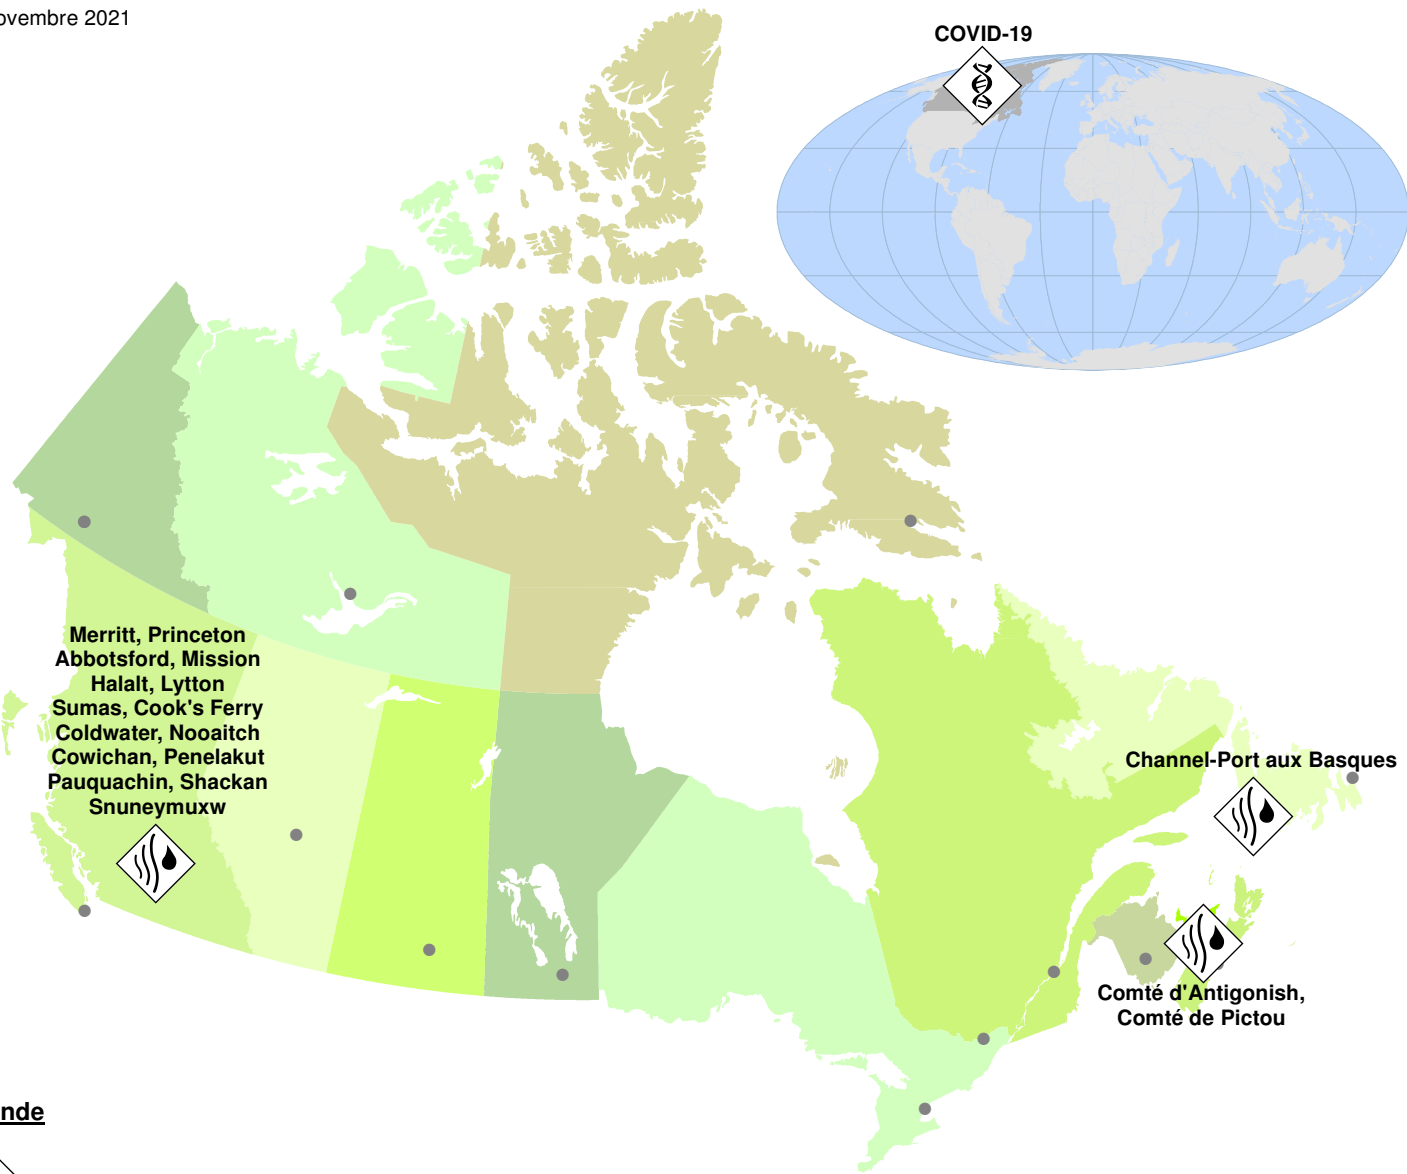 ovembre 2021
COVID-19
Merritt, Princeton
Abbotsford, Mission
Halalt, Lytton
Sumas, Cook's Ferry
Coldwater, Nooaitch
Cowichan, Penelakut
Pauquachin, Shackan
Snuneymuxw
Channel-Port aux Basques
Comté d'Antigonish,
Comté de Pictou
nde